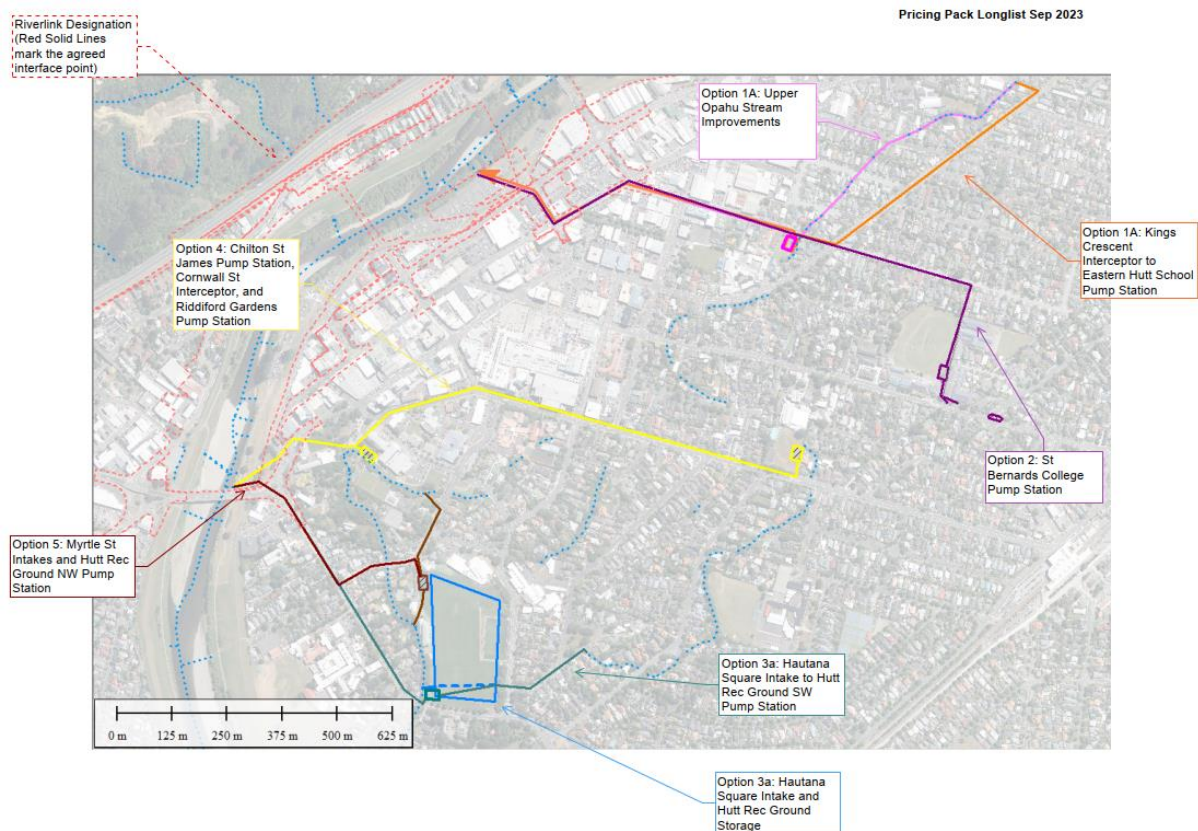 Pricing Pack Longlist Sep 2023
Riverlink Designation
(Red Solid Lines
mark the agreed
interface point)
Option 1A: Upper
Opahu Stream
Improvements
Option 1A: Kings
Crescent
Interceptor to
Eastern Hutt School
Pump Station
Option 4: Chilton St
James Pump Station,
Cornwall St
Interceptor, and
Riddiford Gardens
Pump Station
Option 2: St
Bernards College
Pump Station
Option 5: Myrtle St
Intakes and Hutt Rec
Ground NW Pump
Station
Option 3a: Hautana
Square Intake to Hutt
Rec Ground SW
Pump Station
0 m 125 m 250 m 375 m 500 m 625 m
Option 3a: Hautana
Square Intake and
Hutt Rec Ground
Storage